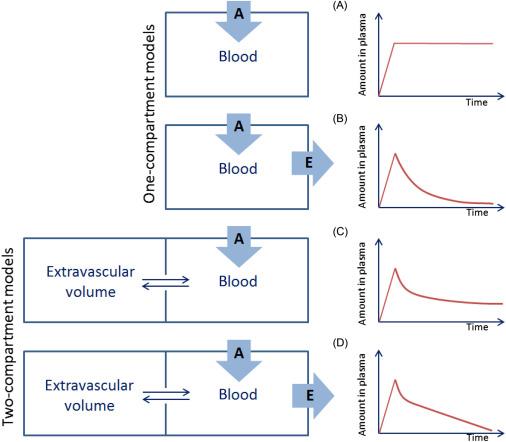 One-compartment models
A
Blood
(A)
Amount in plasma
Time
A
Blood
E
(B)
Amount in plasma
Time
Two-compartment models
Extravascular
volume
A
Blood
(C)
Amount in plasma
Time
Extravascular
volume
A
Blood
E
(D)
Amount in plasma
Time